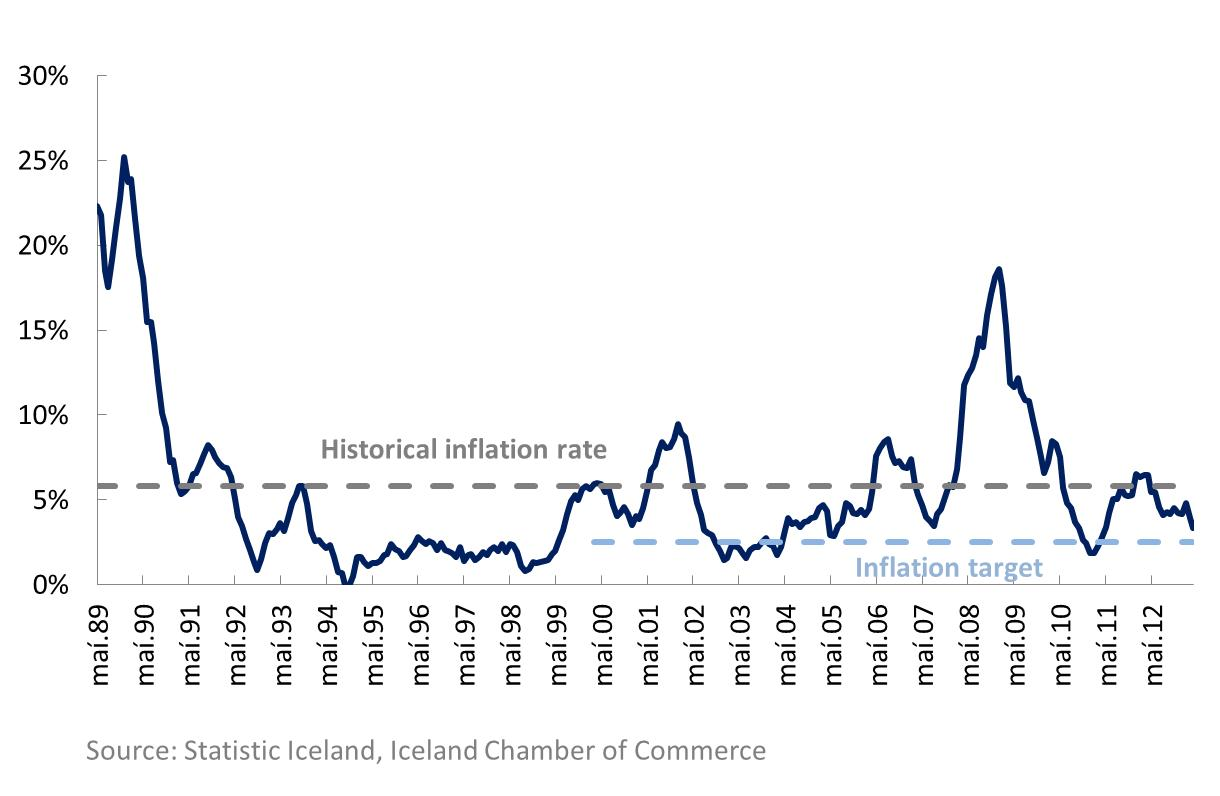 30%
25%
20%
15%
10%
5%
0%
Historical inflation rate
Inflation target
maí.89
maí.90
maí.91
maí.92
maí.93
maí.94
maí.95
maí.96
maí.97
maí.98
maí.99
maí.00
maí.01
maí.02
maí.03
maí.04
maí.05
maí.06
maí.07
maí.08
maí.09
maí.10
maí.11
maí.12
Source: Statistic Iceland, Iceland Chamber of Commerce